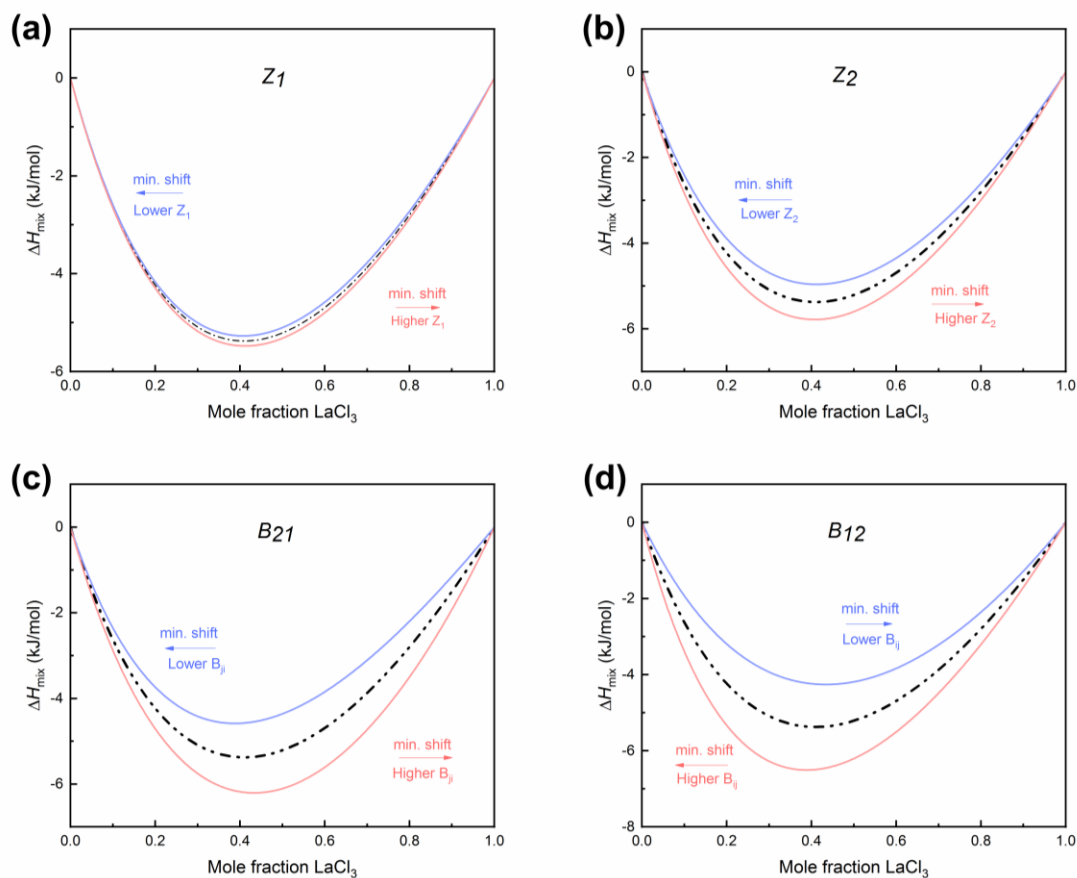 (a)
Z1
0
-2
-4
-6
ΔHmix (kJ/mol)
min. shift
Lower Z1
min. shift
Higher Z1
0.0 0.2 0.4 0.6 0.8 1.0
Mole fraction LaCl3
(b)
Z2
0
-2
-4
-6
ΔHmix (kJ/mol)
min. shift
Lower Z2
min. shift
Higher Z2
0.0 0.2 0.4 0.6 0.8 1.0
Mole fraction LaCl3
(c)
B21
0
-2
-4
-6
ΔHmix (kJ/mol)
min. shift
Lower Bji
min. shift
Higher Bji
0.0 0.2 0.4 0.6 0.8 1.0
Mole fraction LaCl3
(d)
B12
0
-2
-4
-6
-8
ΔHmix (kJ/mol)
min. shift
Lower Bij
min. shift
Higher Bij
0.0 0.2 0.4 0.6 0.8 1.0
Mole fraction LaCl3